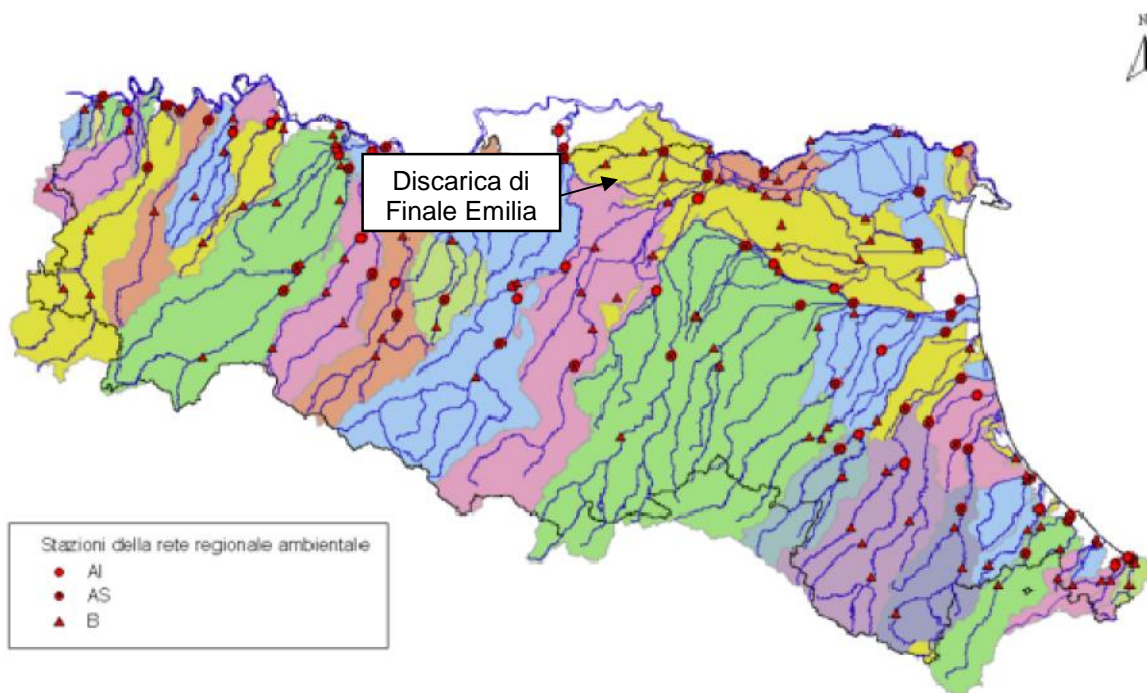 N
Discarica di
Finale Emilia
Stazioni della rete regionale ambientale
AI
AS
B